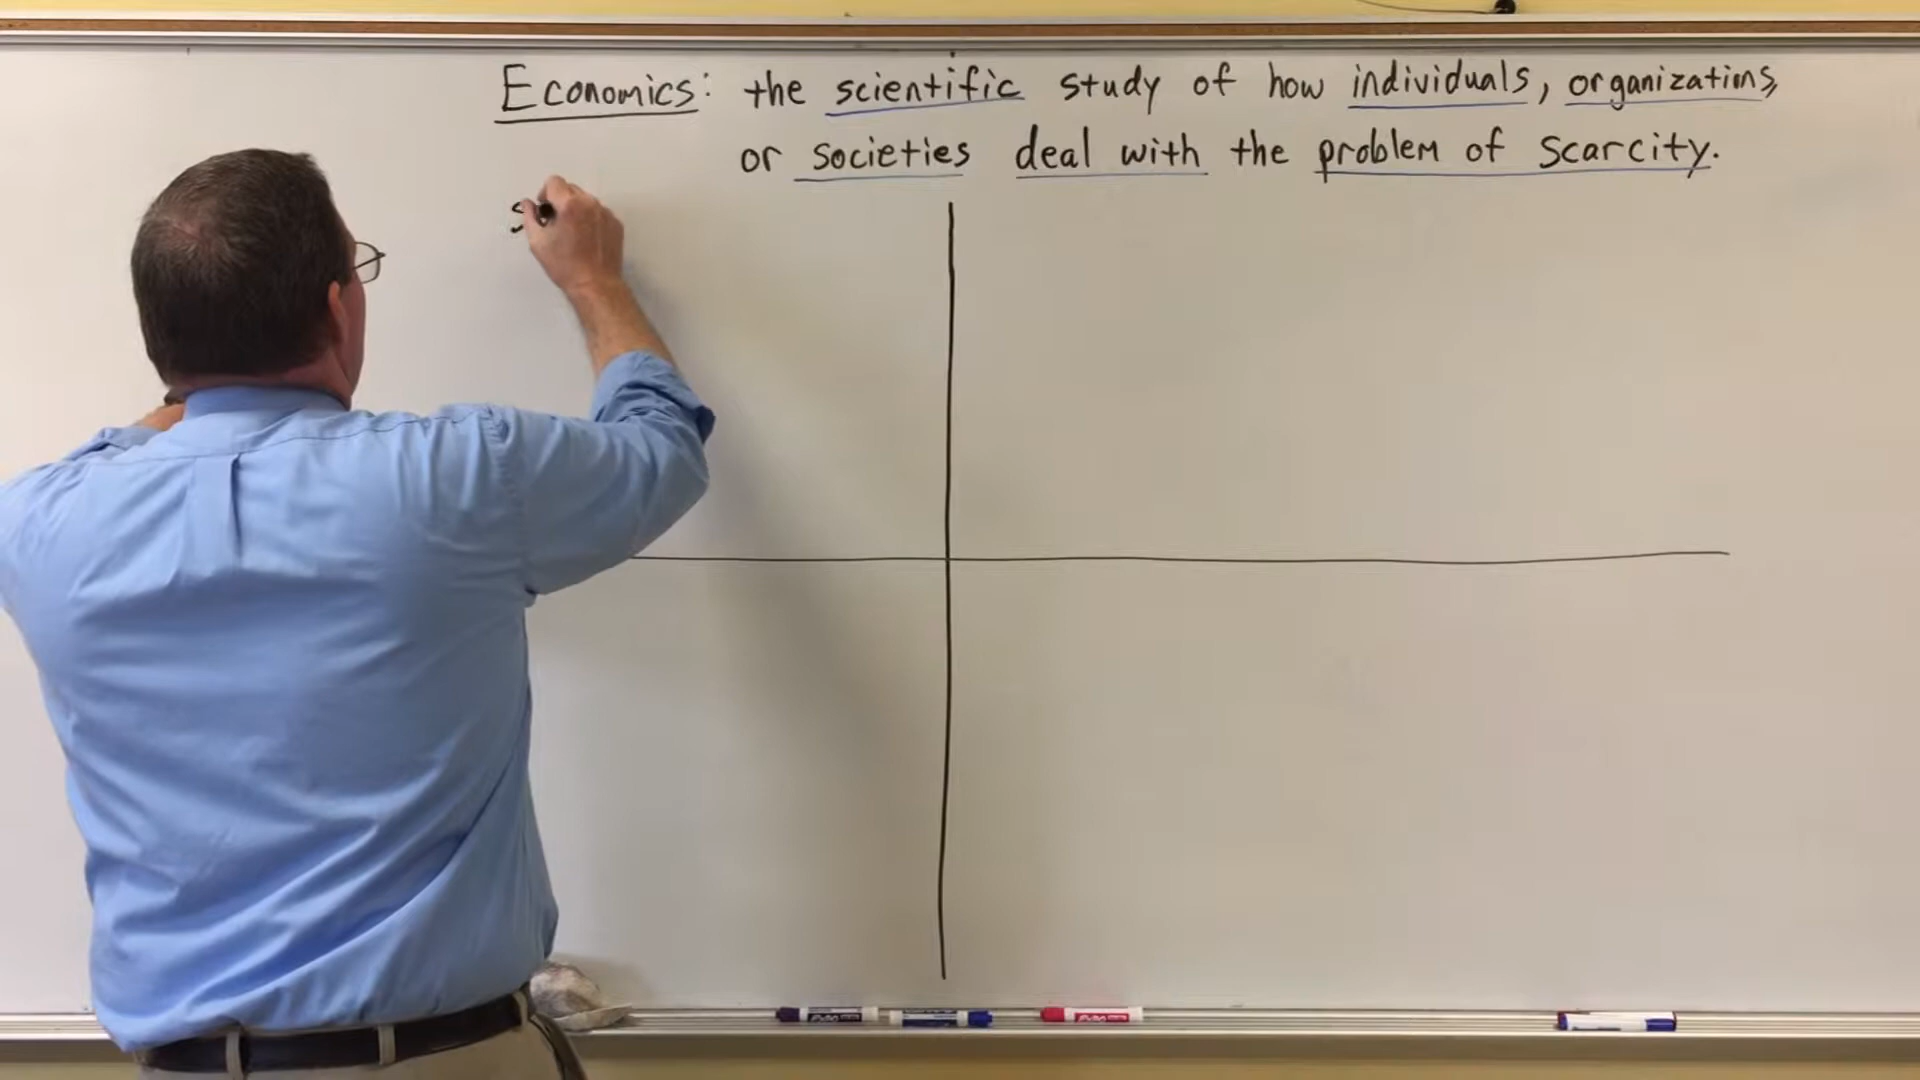 Economics: the scientific study of how individuals, organizations,
or societies deal with the problem of scarcity.
S